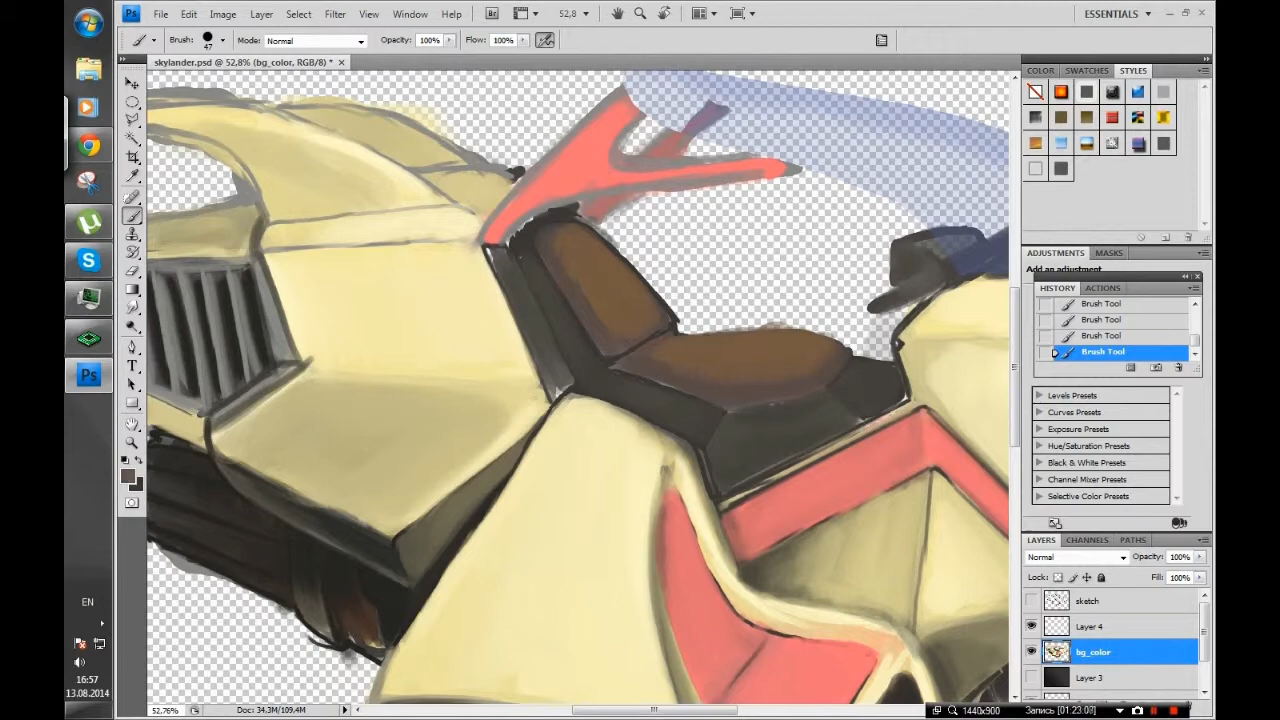 Ps File Edit Image Layer Select Filter Analysis View Window Help Br 52,8 ESSENTIALS
Brush: 47 Mode: Normal Opacity: 100% Flow: 100%
skylander.psd @ 52,8% (bg_color, RGB/8) *
COLOR SWATCHES STYLES
ADJUSTMENTS MASKS
Add an adjustment
HISTORY ACTIONS
Brush Tool
Brush Tool
Brush Tool
Brush Tool
Levels Presets
Curves Presets
Exposure Presets
Hue/Saturation Presets
Black & White Presets
Channel Mixer Presets
Selective Color Presets
LAYERS CHANNELS PATHS
Normal Opacity: 100%
Lock: Fill: 100%
sketch
Layer 4
bg_color
Layer 3
EN
16:57
13.08.2014
52.76% Doc: 34.3M/109.4M
1440x900 Запись [01:23:08]